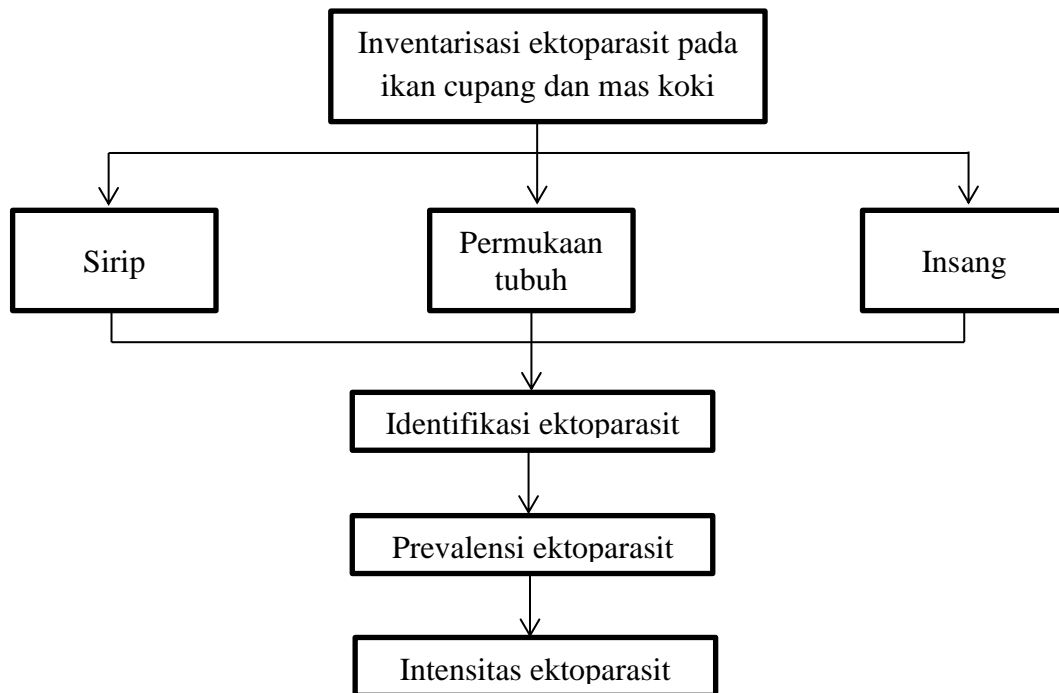 Inventarisasi ektoparasit pada
ikan cupang dan mas koki
Sirip
Permukaan
tubuh
Insang
Identifikasi ektoparasit
Prevalensi ektoparasit
Intensitas ektoparasit